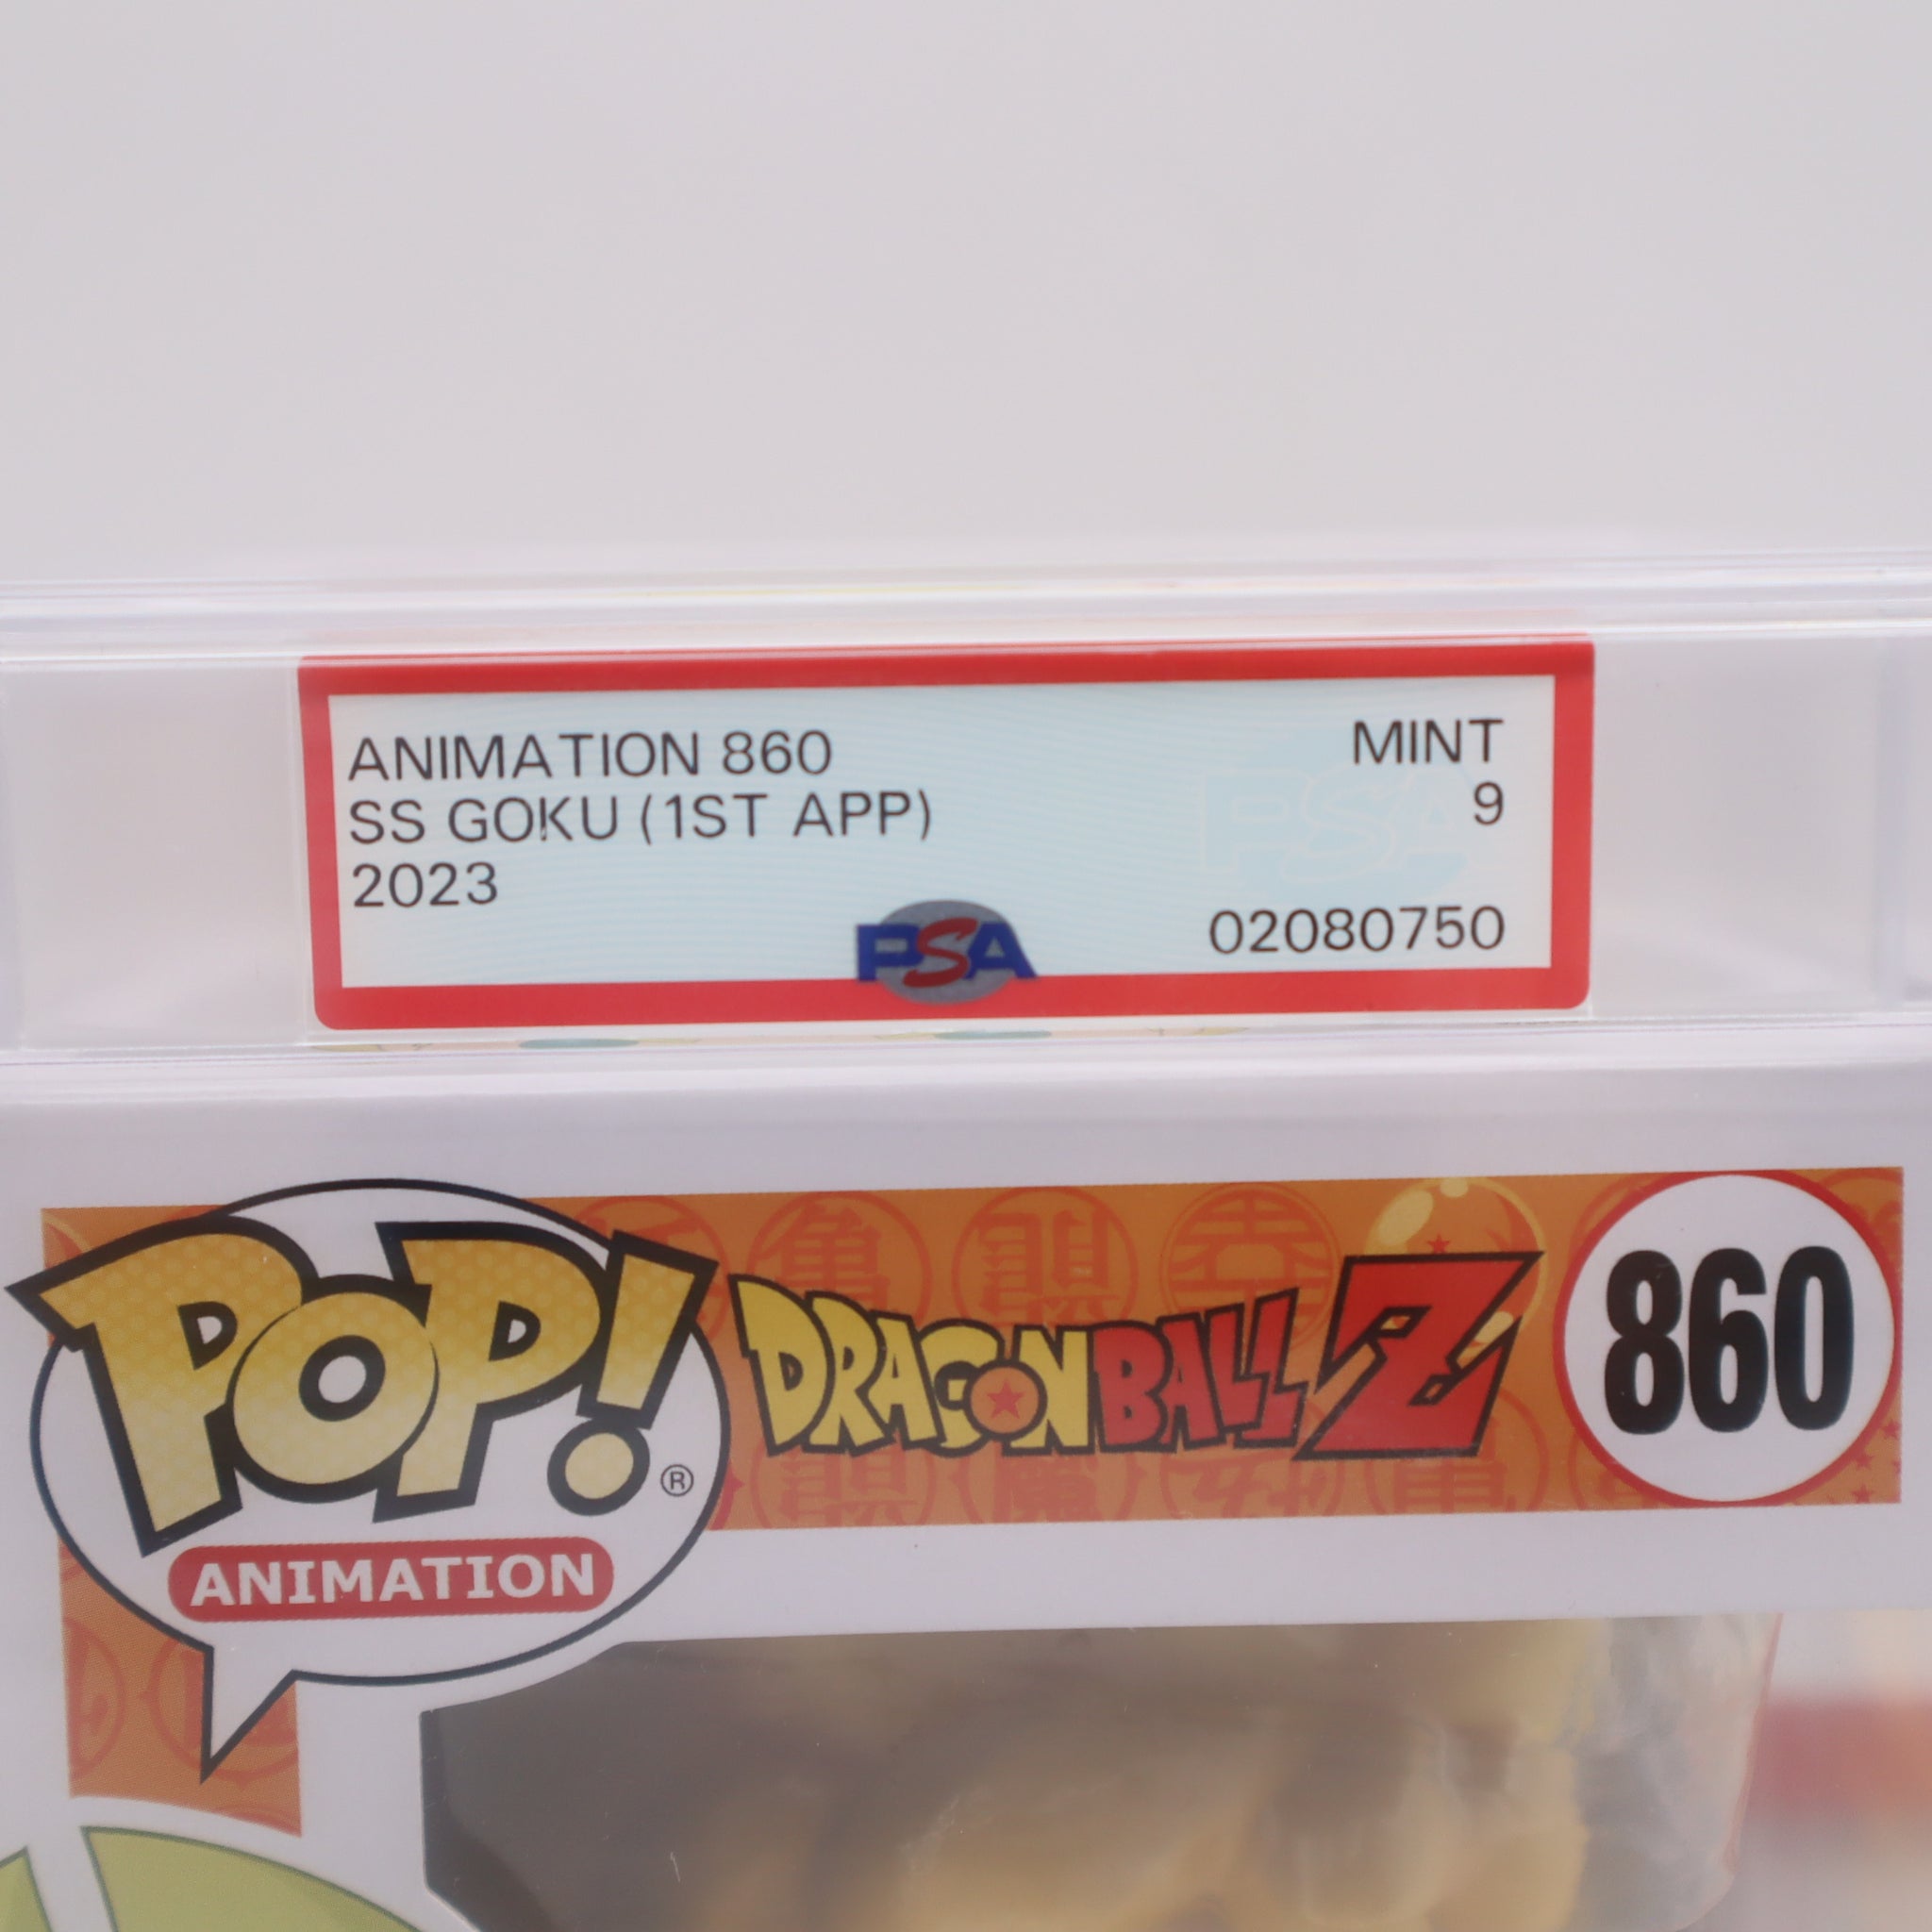 ANIMATION 860
SS GOKU (1ST APP)
2023
MINT
9
02080750
PSA
POP!®
ANIMATION
DRAGONBALL Z
860